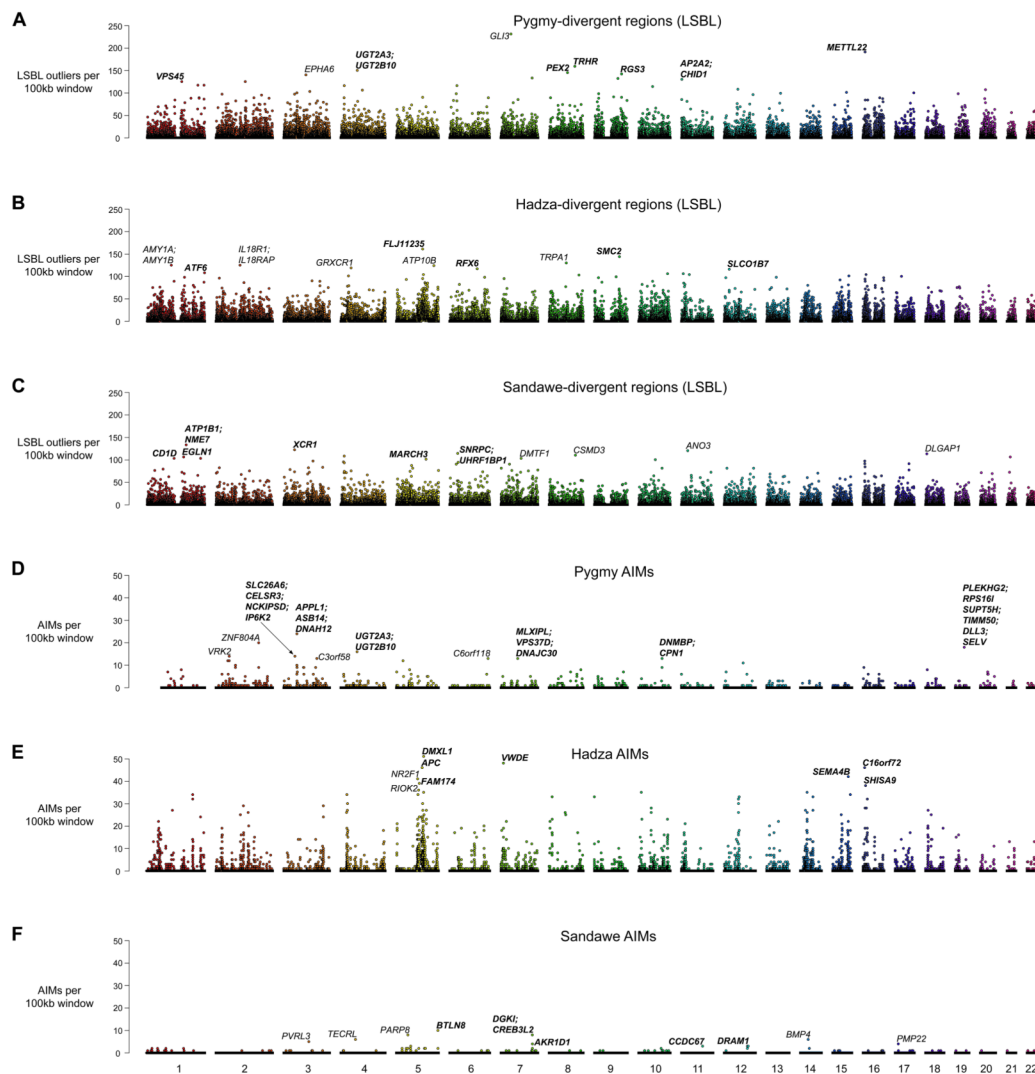 A
Pygmy-divergent regions (LSBL)
LSBL outliers per
100kb window
250
200
150
100
50
0
VPS45
EPHA6
UGT2A3;
UGT2B10
GLI3
PEX2
TRHR
RGS3
AP2A2;
CHID1
METTL22
B
Hadza-divergent regions (LSBL)
LSBL outliers per
100kb window
250
200
150
100
50
0
AMY1A;
AMY1B
ATF6
IL18R1;
IL18RAP
GRXCR1
FLJ11235
ATP10B
RFX6
TRPA1
SMC2
SLCO1B7
C
Sandawe-divergent regions (LSBL)
LSBL outliers per
100kb window
250
200
150
100
50
0
CD1D
ATP1B1;
NME7
EGLN1
XCR1
MARCH3
SNRPC;
UHRF1BP1
DMTF1
CSMD3
ANO3
DLGAP1
D
Pygmy AIMs
AIMs per
100kb window
50
40
30
20
10
0
VRK2
ZNF804A
SLC26A6;
CELSR3;
NCKIPSD;
IP6K2
APPL1;
ASB14;
DNAH12
C3orf58
UGT2A3;
UGT2B10
C6orf118
MLXIPL;
VPS37D;
DNAJC30
DNMBP;
CPN1
PLEKHG2;
RPS16I
SUPT5H;
TIMM50;
DLL3;
SELV
E
Hadza AIMs
AIMs per
100kb window
50
40
30
20
10
0
DMXL1
APC
NR2F1
FAM174
RIOK2
VWDE
SEMA4B
C16orf72
SHISA9
F
Sandawe AIMs
AIMs per
100kb window
50
40
30
20
10
0
PVRL3
TECRL
PARP8
BTLN8
DGKI;
CREB3L2
AKR1D1
CCDC67
DRAM1
BMP4
PMP22
1 2 3 4 5 6 7 8 9 10 11 12 13 14 15 16 17 18 19 20 21 22